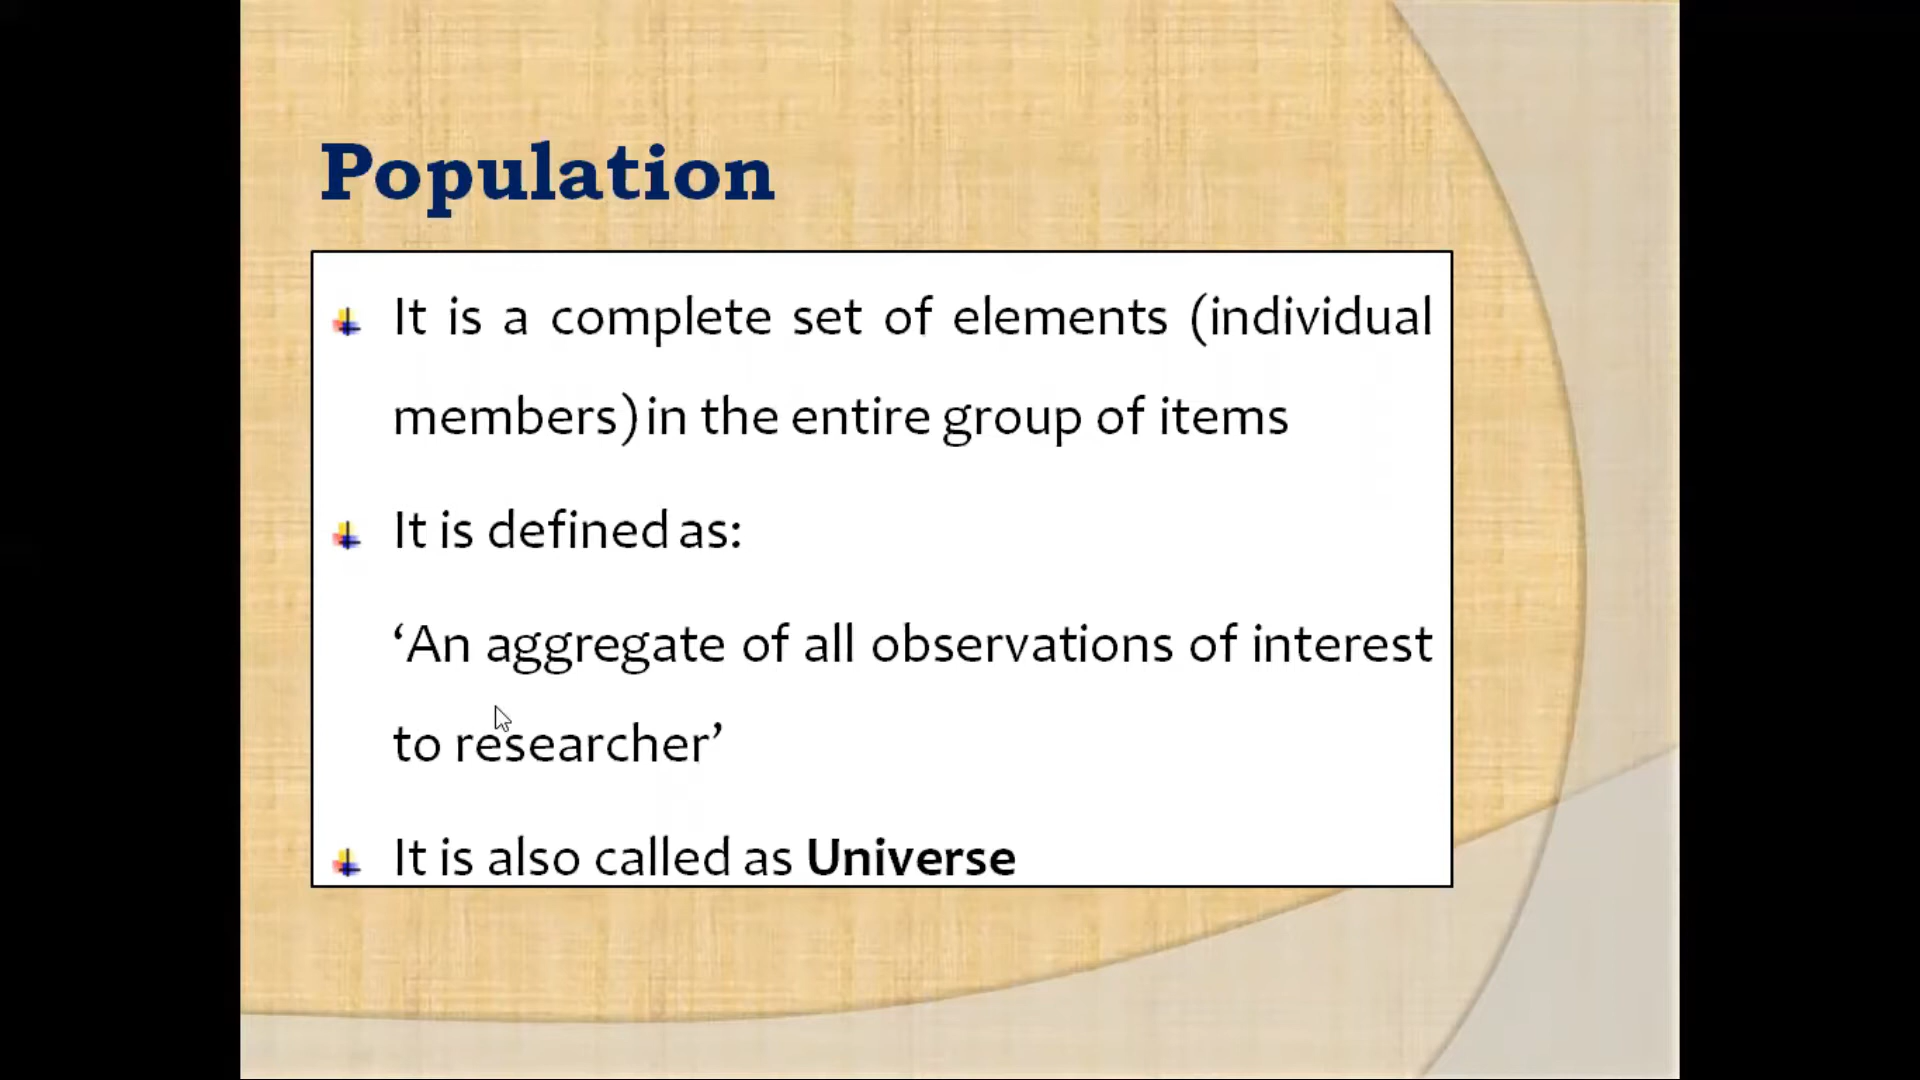 Population
It is a complete set of elements (individual
members) in the entire group of items
It is defined as:
‘An aggregate of all observations of interest
to researcher’
It is also called as Universe